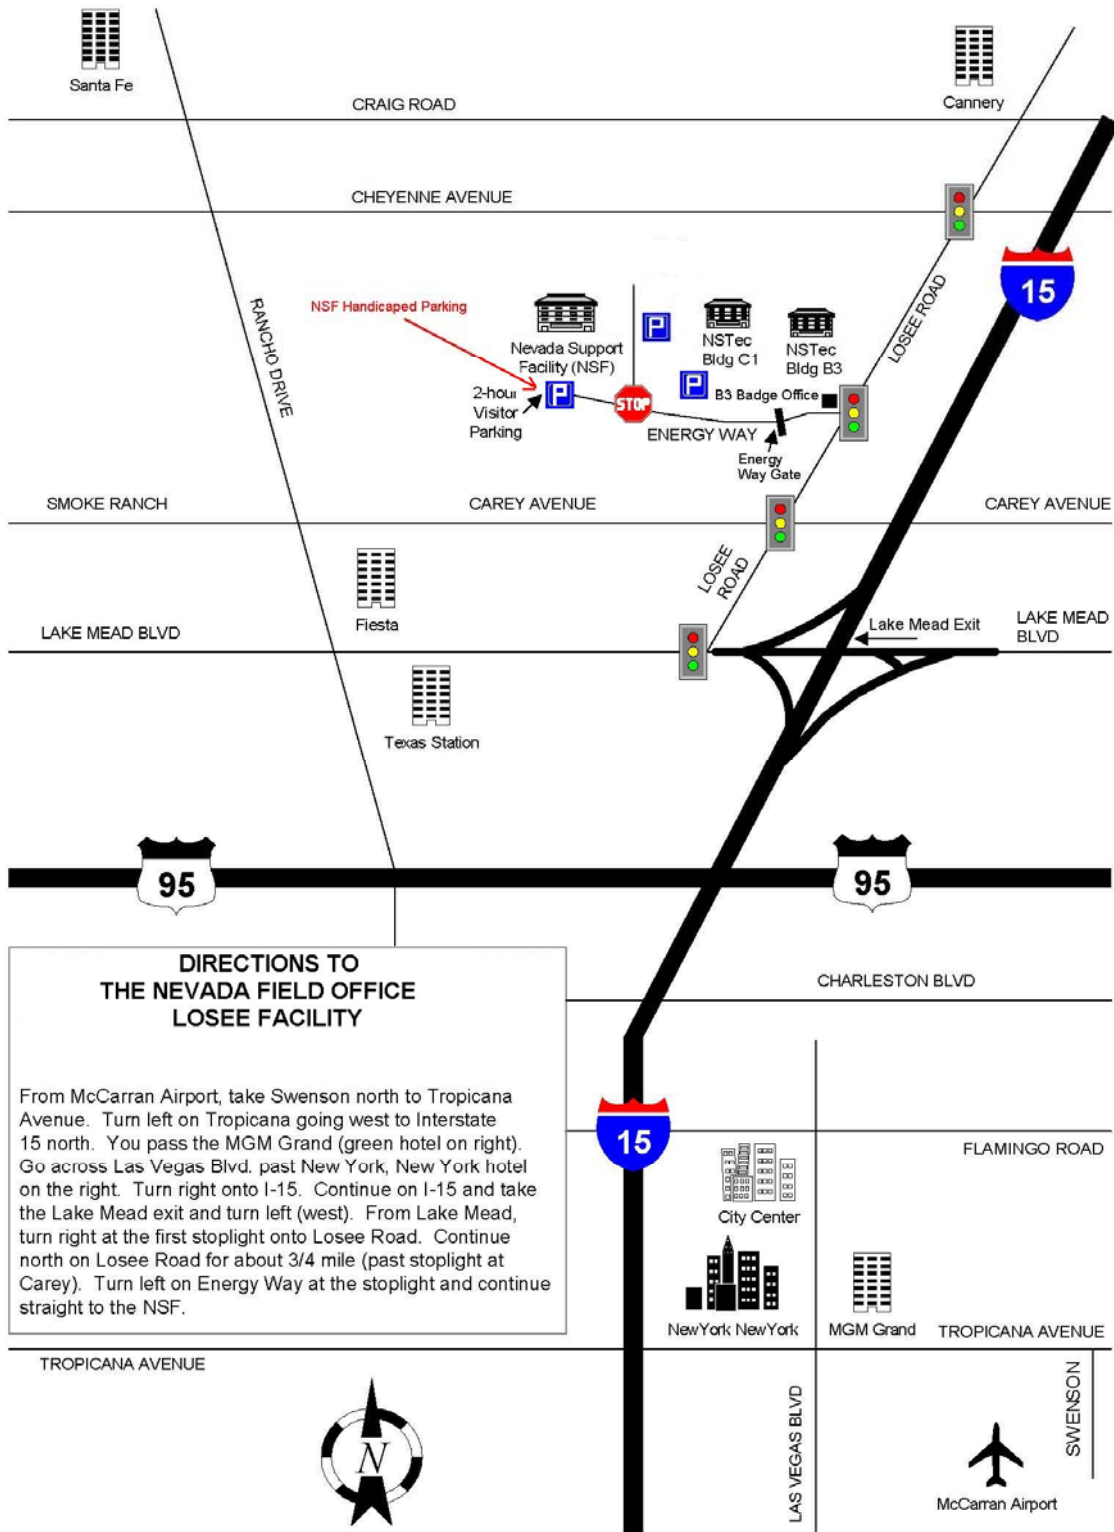 Santa Fe
Cannery
CRAIG ROAD
CHEYENNE AVENUE
15
RANCHO DRIVE
NSF Handicaped Parking
LOSEE ROAD
Nevada Support
Facility (NSF)
NSTec
Bldg C1
NSTec
Bldg B3
P
P
P
2-hour
Visitor
Parking
STOP
B3 Badge Office
ENERGY WAY
Energy
Way Gate
SMOKE RANCH
CAREY AVENUE
CAREY AVENUE
LOSEE
ROAD
Fiesta
LAKE MEAD BLVD
Lake Mead Exit
LAKE MEAD
BLVD
Texas Station
95
95
DIRECTIONS TO
THE NEVADA FIELD OFFICE
LOSEE FACILITY
From McCarran Airport, take Swenson north to Tropicana
Avenue. Turn left on Tropicana going west to Interstate
15 north. You pass the MGM Grand (green hotel on right).
Go across Las Vegas Blvd. past New York, New York hotel
on the right. Turn right onto I-15. Continue on I-15 and take
the Lake Mead exit and turn left (west). From Lake Mead,
turn right at the first stoplight onto Losee Road. Continue
north on Losee Road for about 3/4 mile (past stoplight at
Carey). Turn left on Energy Way at the stoplight and continue
straight to the NSF.
CHARLESTON BLVD
15
FLAMINGO ROAD
City Center
NewYork NewYork
MGM Grand
TROPICANA AVENUE
TROPICANA AVENUE
N
LAS VEGAS BLVD
SWENSON
McCarran Airport